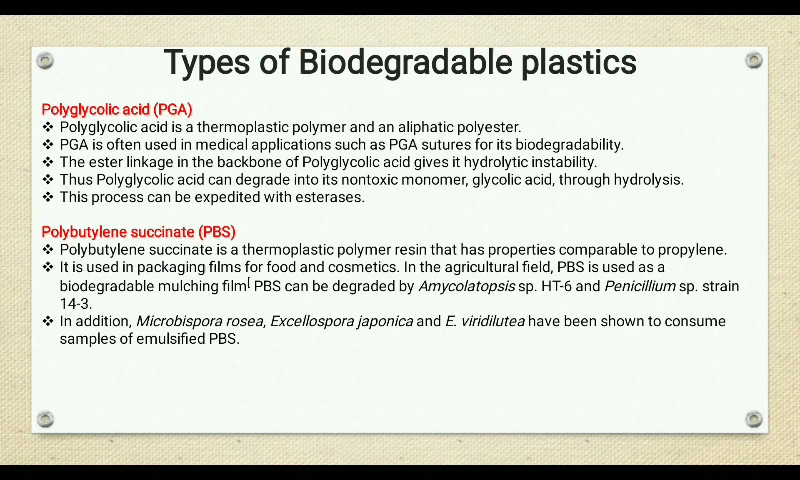 Types of Biodegradable plastics
Polyglycolic acid (PGA)
❖ Polyglycolic acid is a thermoplastic polymer and an aliphatic polyester.
❖ PGA is often used in medical applications such as PGA sutures for its biodegradability.
❖ The ester linkage in the backbone of Polyglycolic acid gives it hydrolytic instability.
❖ Thus Polyglycolic acid can degrade into its nontoxic monomer, glycolic acid, through hydrolysis.
❖ This process can be expedited with esterases.
Polybutylene succinate (PBS)
❖ Polybutylene succinate is a thermoplastic polymer resin that has properties comparable to propylene.
❖ It is used in packaging films for food and cosmetics. In the agricultural field, PBS is used as a
biodegradable mulching film[ PBS can be degraded by Amycolatopsis sp. HT-6 and Penicillium sp. strain
14-3.
❖ In addition, Microbispora rosea, Excellospora japonica and E. viridilutea have been shown to consume
samples of emulsified PBS.